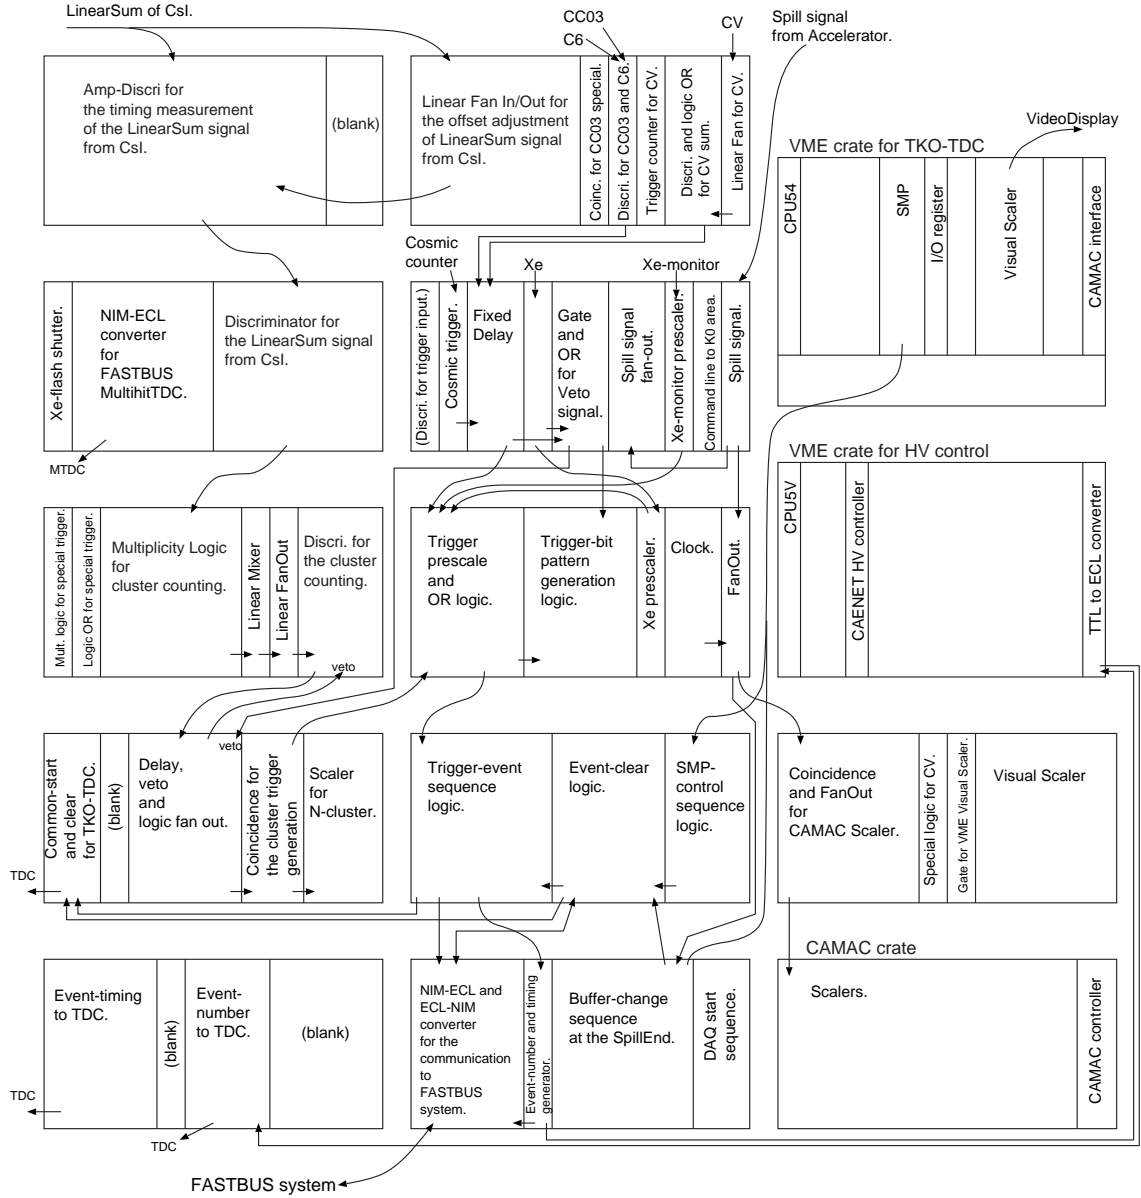 LinearSum of CsI.
CC03
C6
CV
Spill signal
from Accelerator.
Amp-Discri for
the timing measurement
of the LinearSum signal
from CsI.
(blank)
Linear Fan In/Out for
the offset adjustment
of LinearSum signal
from CsI.
Coinc. for CC03 special.
Discri. for CC03 and C6.
Trigger counter for CV.
Discri. and logic OR
for CV sum.
Linear Fan for CV.
VideoDisplay
VME crate for TKO-TDC
CPU54
SMP
I/O register
Visual Scaler
CAMAC interface
Cosmic
counter
Xe
Xe-monitor
Xe-flash shutter.
NIM-ECL
converter
for
FASTBUS
MultihitTDC.
Discriminator for
the LinearSum signal
from CsI.
(Discri. for trigger input.)
Cosmic trigger.
Fixed
Delay
Gate
and
OR
for
Veto
signal.
Spill signal
fan-out.
Xe-monitor prescaler.
Command line to K0 area.
Spill signal.
MTDC
VME crate for HV control
CPU5V
CAENET HV controller
TTL to ECL converter
Mult. logic for special trigger.
Logic OR for special trigger.
Multiplicity Logic
for
cluster counting.
Linear Mixer
Linear FanOut
Discri. for
the cluster
counting.
veto
Trigger
prescale
and
OR logic.
Trigger-bit
pattern
generation
logic.
Xe prescaler.
Clock.
FanOut.
Common-start
and clear
for TKO-TDC.
(blank)
Delay,
veto
and
logic fan out.
veto
Coincidence for
the cluster trigger
generation
Scaler
for
N-cluster.
TDC
Trigger-event
sequence
logic.
Event-clear
logic.
SMP-
control
sequence
logic.
Coincidence
and FanOut
for
CAMAC Scaler.
Special logic for CV.
Gate for VME Visual Scaler.
Visual Scaler
CAMAC crate
Event-timing
to TDC.
(blank)
Event-
number
to TDC.
(blank)
TDC
TDC
NIM-ECL and
ECL-NIM
converter
for the
communication
to
FASTBUS
system.
Event-number and timing
generator.
Buffer-change
sequence
at the SpillEnd.
DAQ start
sequence.
Scalers.
CAMAC controller
FASTBUS system